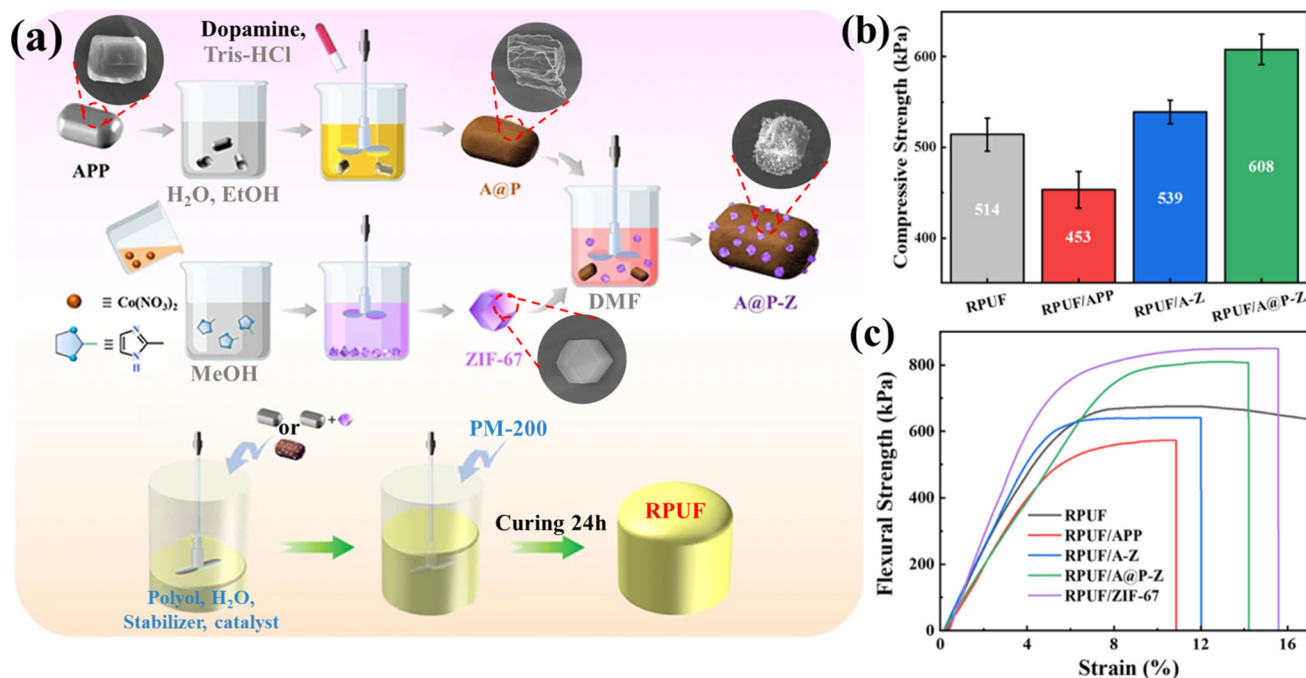 (a)
Dopamine,
Tris-HCl
APP
H₂O, EtOH
A@P
≡ Co(NO₃)₂
≡
N
N
H
MeOH
ZIF-67
DMF
A@P-Z
or
+
PM-200
Polyol, H₂O,
Stabilizer, catalyst
Curing 24h
RPUF
(b)
Compressive Strength (kPa)
600
500
400
514
453
539
608
RPUF
RPUF/APP
RPUF/A-Z
RPUF/A@P-Z
(c)
Flexural Strength (kPa)
800
600
400
200
0
RPUF
RPUF/APP
RPUF/A-Z
RPUF/A@P-Z
RPUF/ZIF-67
0
4
8
12
16
Strain (%)